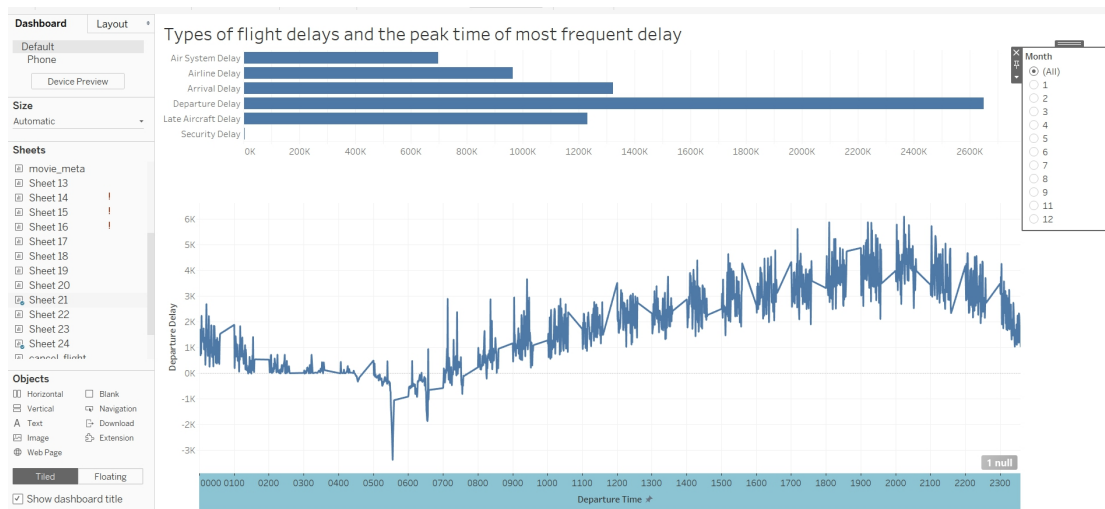 Dashboard
Layout
Default
Phone
Device Preview
Size
Automatic
Sheets
movie_meta
Sheet 13
Sheet 14 !
Sheet 15 !
Sheet 16 !
Sheet 17
Sheet 18
Sheet 19
Sheet 20
Sheet 21
Sheet 22
Sheet 23
Sheet 24
cancel_flight
Objects
Horizontal Blank
Vertical Navigation
A Text Download
Image Extension
Web Page
Tiled Floating
Show dashboard title
Types of flight delays and the peak time of most frequent delay
Air System Delay
Airline Delay
Arrival Delay
Departure Delay
Late Aircraft Delay
Security Delay
0K 200K 400K 600K 800K 1000K 1200K 1400K 1600K 1800K 2000K 2200K 2400K 2600K
6K
5K
4K
3K
2K
1K
0K
-1K
-2K
-3K
Departure Delay
1 null
0000 0100 0200 0300 0400 0500 0600 0700 0800 0900 1000 1100 1200 1300 1400 1500 1600 1700 1800 1900 2000 2100 2200 2300
Departure Time
Month
(All)
1
2
3
4
5
6
7
8
9
11
12